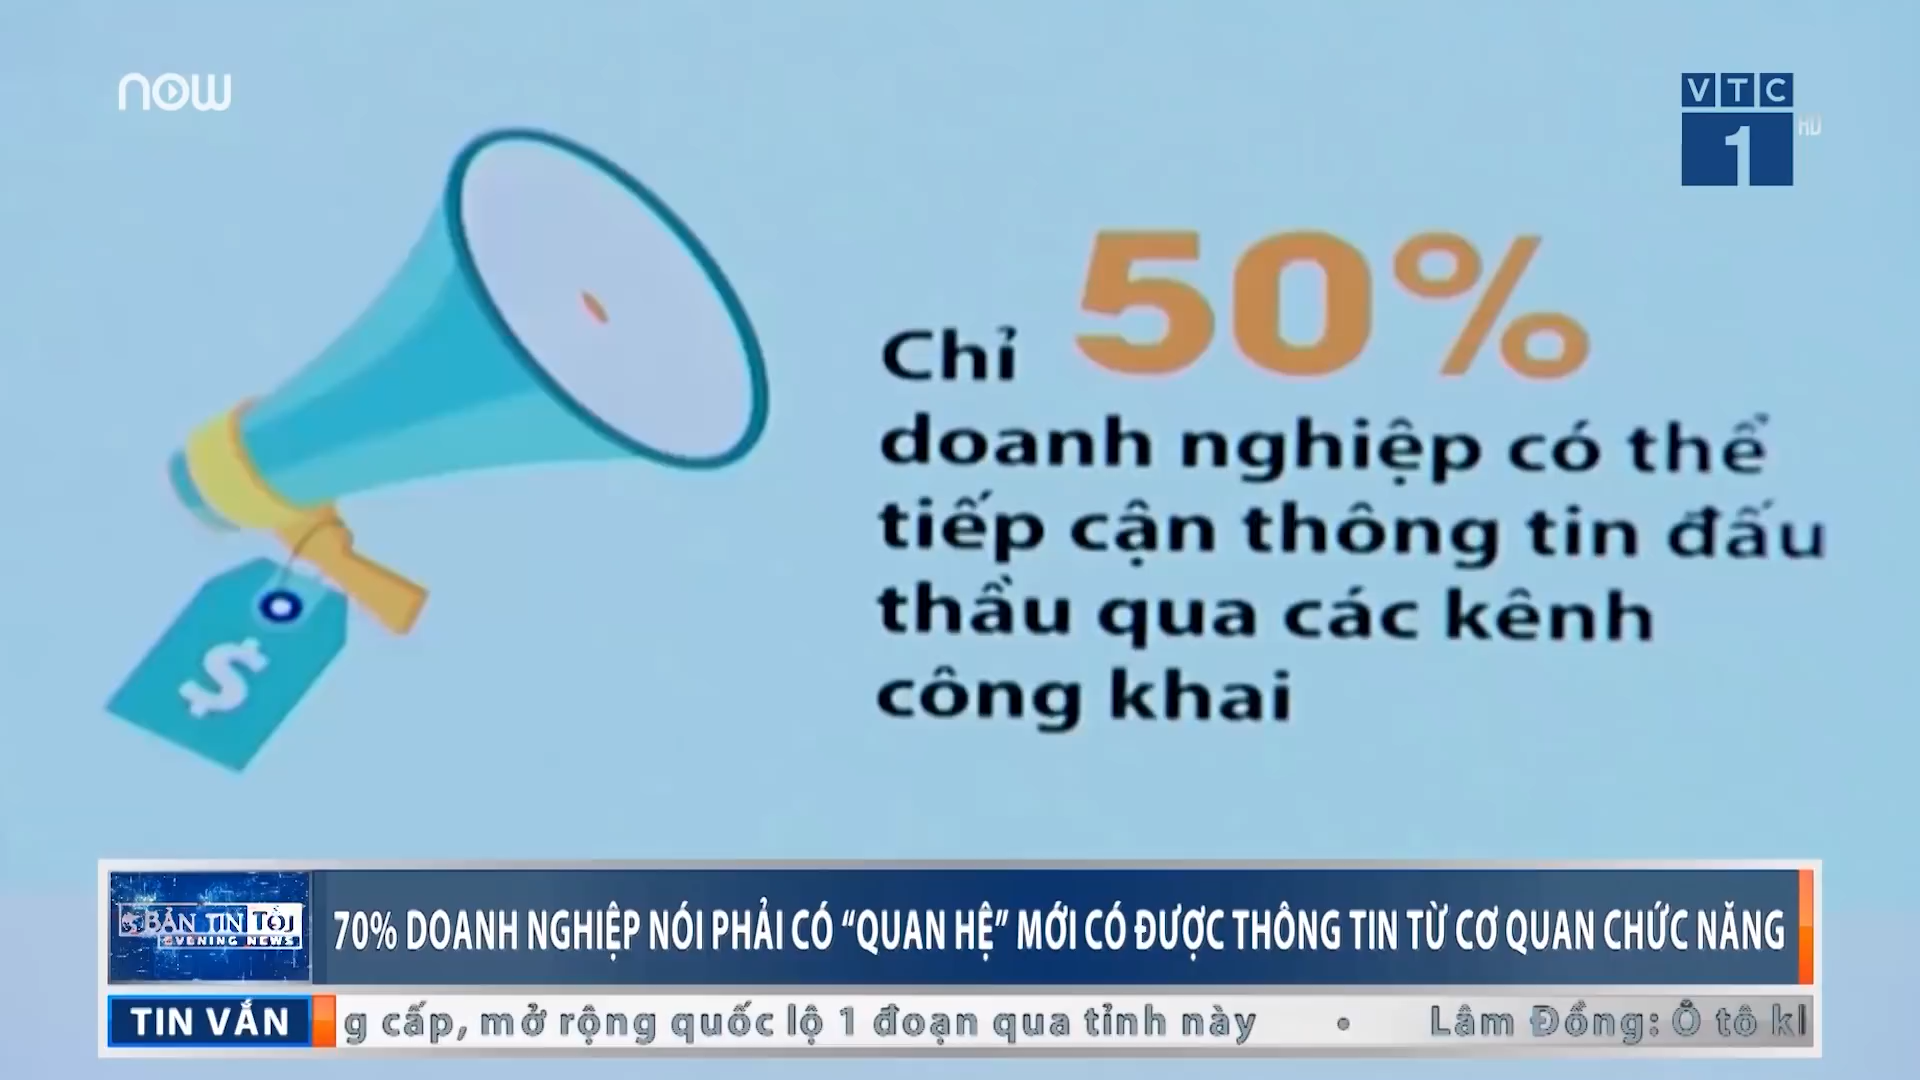 now
VTC
1
HD
Chỉ 50%
doanh nghiệp có thể
tiếp cận thông tin đấu
thầu qua các kênh
công khai
$
BẢN TIN TỐI
EVENING NEWS
70% DOANH NGHIỆP NÓI PHẢI CÓ “QUAN HỆ” MỚI CÓ ĐƯỢC THÔNG TIN TỪ CƠ QUAN CHỨC NĂNG
TIN VẮN
g cấp, mở rộng quốc lộ 1 đoạn qua tỉnh này • Lâm Đồng: Ô tô k